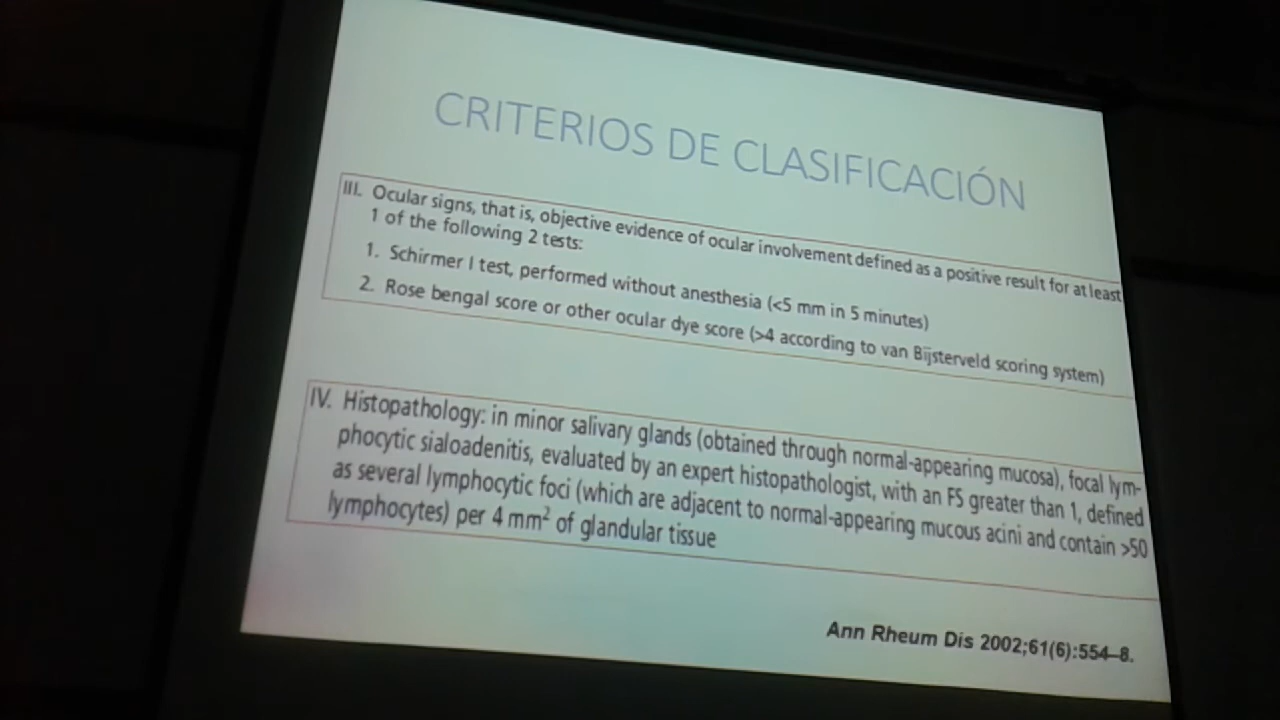 CRITERIOS DE CLASIFICACIÓN
III. Ocular signs, that is, objective evidence of ocular involvement defined as a positive result for at least
1 of the following 2 tests:
1. Schirmer I test, performed without anesthesia (<5 mm in 5 minutes)
2. Rose bengal score or other ocular dye score (>4 according to van Bijsterveld scoring system)
IV. Histopathology: in minor salivary glands (obtained through normal-appearing mucosa), focal lym-
phocytic sialoadenitis, evaluated by an expert histopathologist, with an FS greater than 1, defined
as several lymphocytic foci (which are adjacent to normal-appearing mucous acini and contain >50
lymphocytes) per 4 mm² of glandular tissue
Ann Rheum Dis 2002;61(6):554–8.